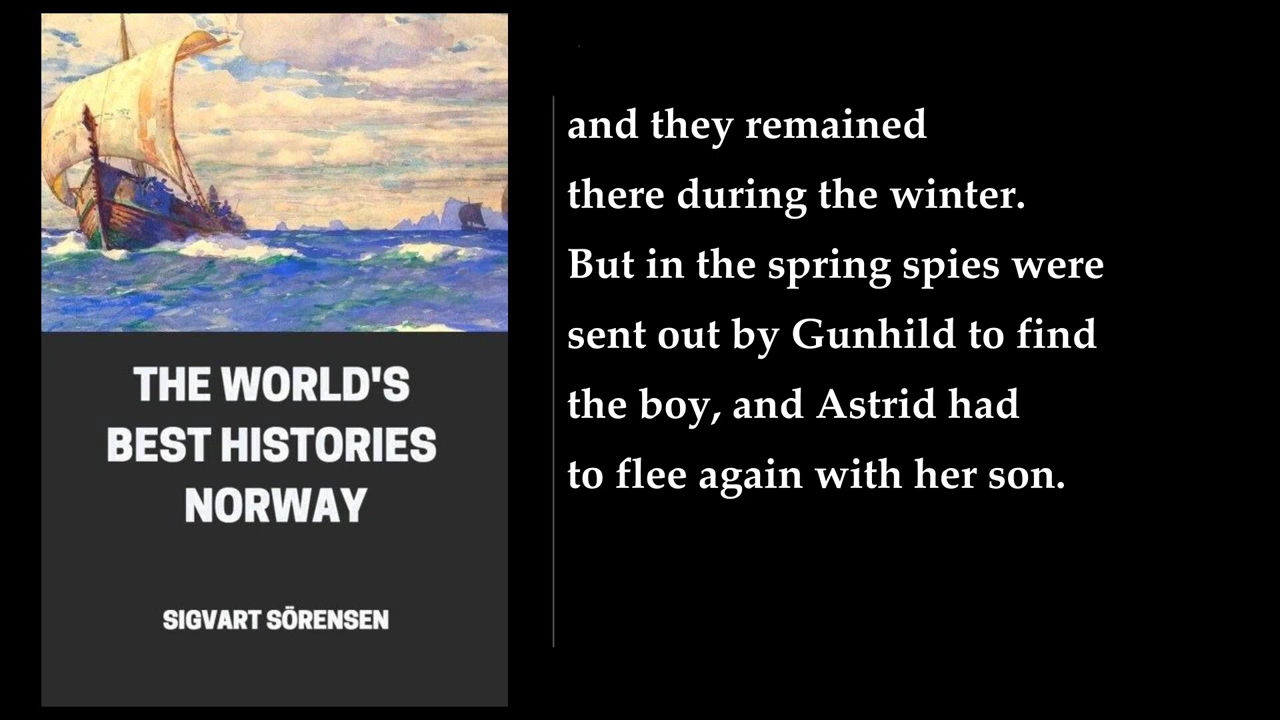 THE WORLD'S
BEST HISTORIES
NORWAY
SIGVART SÖRENSEN
and they remained
there during the winter.
But in the spring spies were
sent out by Gunhild to find
the boy, and Astrid had
to flee again with her son.